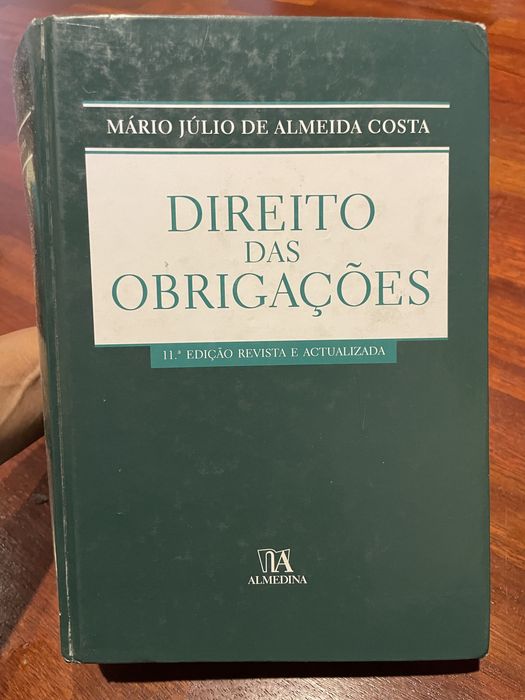 MÁRIO JÚLIO DE ALMEIDA COSTA
DIREITO
DAS
OBRIGAÇÕES
11.ª EDIÇÃO REVISTA E ACTUALIZADA
ALMEDINA